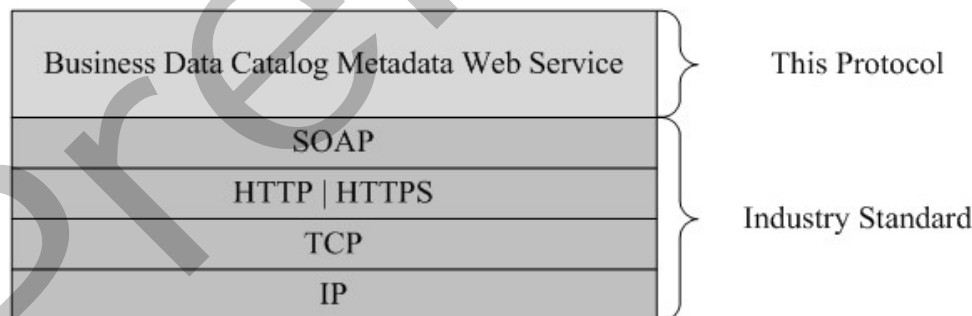 Business Data Catalog Metadata Web Service
This Protocol
SOAP
HTTP | HTTPS
TCP
IP
Industry Standard